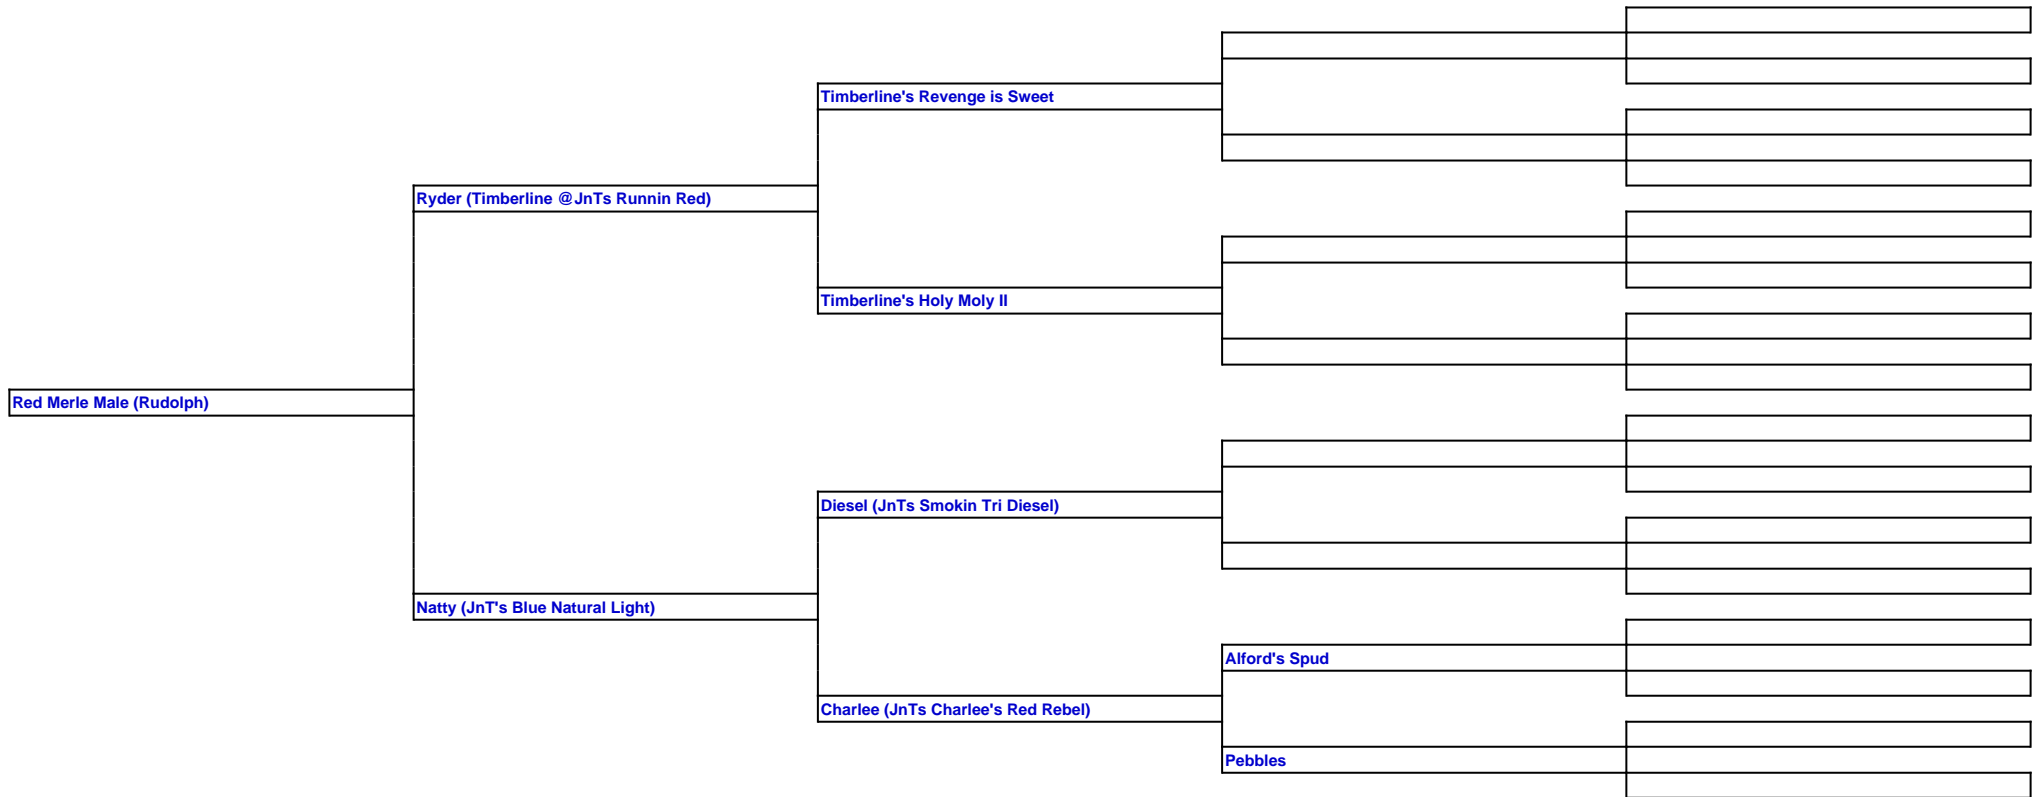 Timberline's Revenge is Sweet
Ryder (Timberline @JnTs Runnin Red)
Timberline's Holy Moly II
Red Merle Male (Rudolph)
Diesel (JnTs Smokin Tri Diesel)
Natty (JnT's Blue Natural Light)
Alford's Spud
Charlee (JnTs Charlee's Red Rebel)
Pebbles